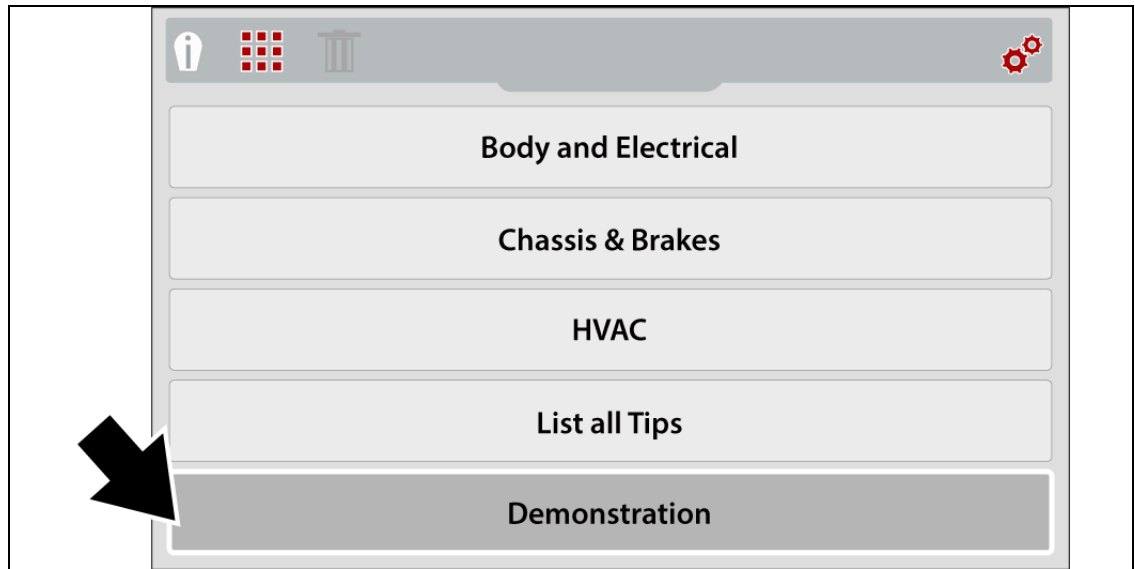 Body and Electrical
Chassis & Brakes
HVAC
List all Tips
Demonstration